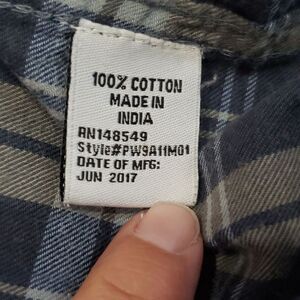 100% COTTON
MADE IN
INDIA
RN148549
Style#PW9A11M01
DATE OF MFG:
JUN 2017